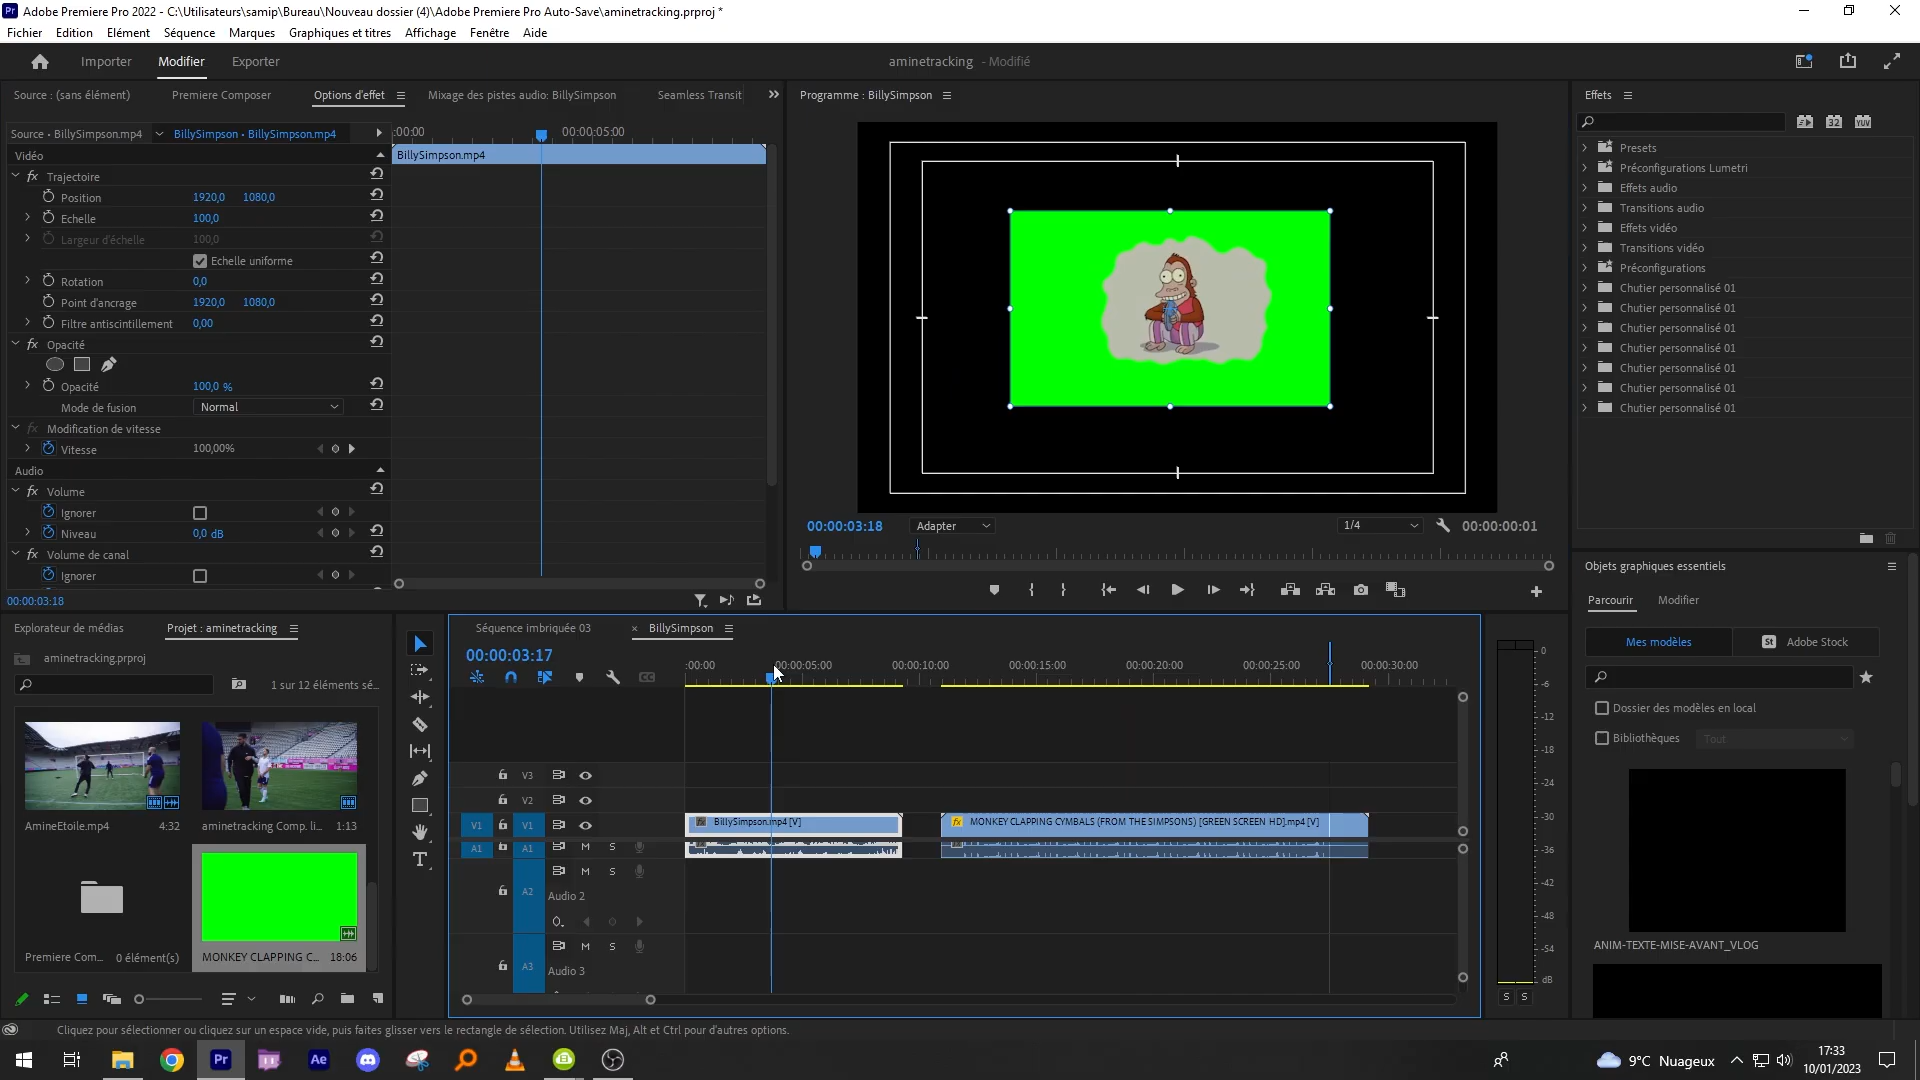 Adobe Premiere Pro 2022 - C:\Utilisateurs\samip\Bureau\Nouveau dossier (4)\Adobe Premiere Pro Auto-Save\aminetracking.prproj *
Fichier Edition Elément Séquence Marques Graphiques et titres Affichage Fenêtre Aide
Importer Modifier Exporter
aminetracking - Modifié
Source : (sans élément) Premiere Composer Options d'effet Mixage des pistes audio: BillySimpson Seamless Transit
Source • BillySimpson.mp4 BillySimpson • BillySimpson.mp4
:00:00 00:00:05:00
Vidéo
BillySimpson.mp4
Trajectoire
Position 1920,0 1080,0
Echelle 100,0
Largeur d'échelle 100,0
Echelle uniforme
Rotation 0,0
Point d'ancrage 1920,0 1080,0
Filtre antiscintillement 0,00
Opacité
Opacité 100,0 %
Mode de fusion Normal
Modification de vitesse
Vitesse 100,00%
Audio
Volume
Ignorer
Niveau 0,0 dB
Volume de canal
Ignorer
00:00:03:18
Programme : BillySimpson
00:00:03:18 Adapter 1/4 00:00:00:01
Effets
32 YUV
Presets
Préconfigurations Lumetri
Effets audio
Transitions audio
Effets vidéo
Transitions vidéo
Préconfigurations
Chutier personnalisé 01
Chutier personnalisé 01
Chutier personnalisé 01
Chutier personnalisé 01
Chutier personnalisé 01
Chutier personnalisé 01
Chutier personnalisé 01
Objets graphiques essentiels
Parcourir Modifier
Mes modèles St Adobe Stock
Dossier des modèles en local
Bibliothèques Tout
ANIM-TEXTE-MISE-AVANT_VLOG
Explorateur de médias Projet : aminetracking
aminetracking.prproj
1 sur 12 éléments sé...
AmineEtoile.mp4 4:32
aminetracking Comp. li... 1:13
Premiere Com... 0 élément(s)
MONKEY CLAPPING C... 18:06
Séquence imbriquée 03 × BillySimpson
00:00:03:17
:00:00 00:00:05:00 00:00:10:00 00:00:15:00 00:00:20:00 00:00:25:00 00:00:30:00
V3
V2
V1 V1
BillySimpson.mp4 [V]
MONKEY CLAPPING CYMBALS (FROM THE SIMPSONS) [GREEN SCREEN HD].mp4 [V]
A1 A1 M S
A2 M S
Audio 2
A3 M S
Audio 3
0
-6
-12
-18
-24
-30
-36
-42
-48
-54
dB
S S
Cliquez pour sélectionner ou cliquez sur un espace vide, puis faites glisser vers le rectangle de sélection. Utilisez Maj, Alt et Ctrl pour d'autres options.
Pr Ae
9°C Nuageux
17:33
10/01/2023